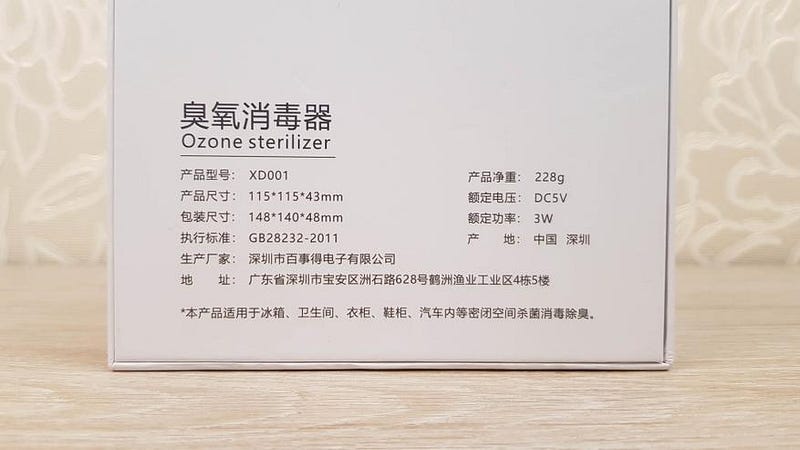 臭氧消毒器
Ozone sterilizer
产品型号： XD001 产品净重： 228g
产品尺寸： 115*115*43mm 额定电压： DC5V
包装尺寸： 148*140*48mm 额定功率： 3W
执行标准： GB28232-2011 产 地： 中国 深圳
生产厂家： 深圳市百事得电子有限公司
地 址： 广东省深圳市宝安区洲石路628号鹤洲渔业工业区4栋5楼
*本产品适用于冰箱、卫生间、衣柜、鞋柜、汽车内等密闭空间杀菌消毒除臭。